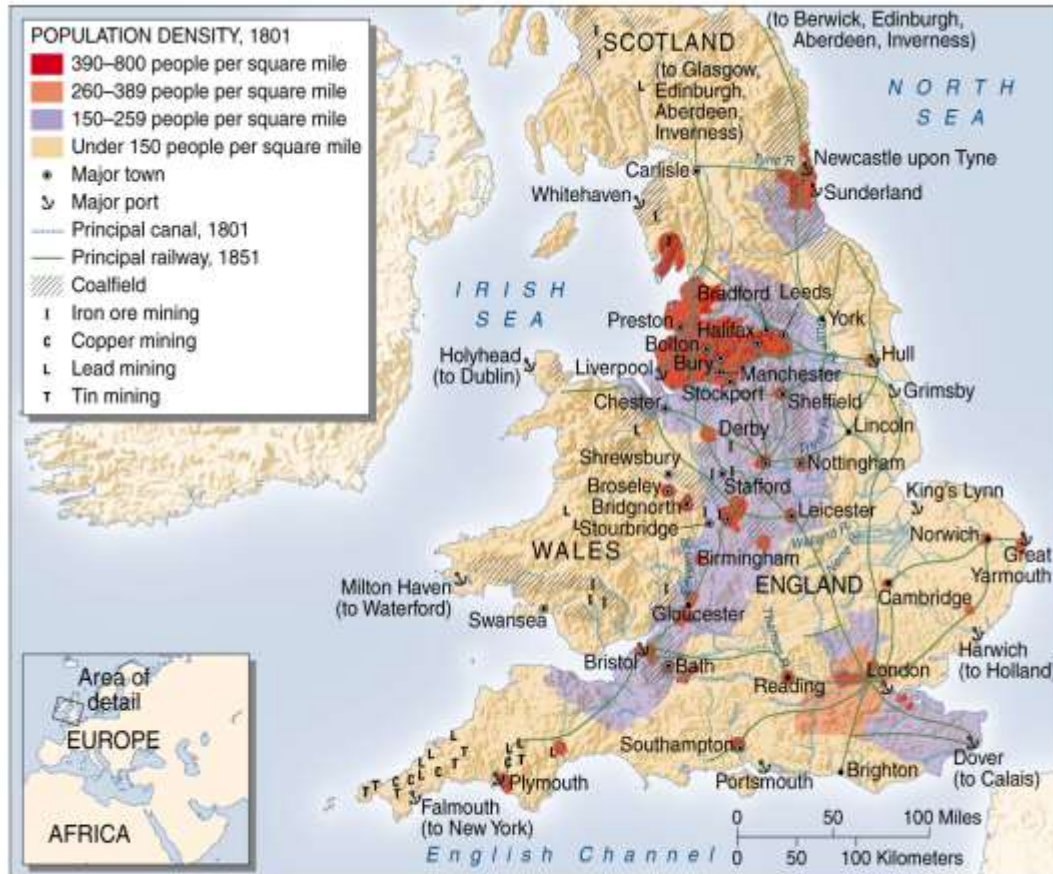 POPULATION DENSITY, 1801
390–800 people per square mile
260–389 people per square mile
150–259 people per square mile
Under 150 people per square mile
Major town
Major port
Principal canal, 1801
Principal railway, 1851
Coalfield
I Iron ore mining
C Copper mining
L Lead mining
T Tin mining
(to Berwick, Edinburgh,
Aberdeen, Inverness)
SCOTLAND
(to Glasgow,
Edinburgh,
Aberdeen,
Inverness)
NORTH
SEA
Tyne R.
Newcastle upon Tyne
Carlisle
Whitehaven
Sunderland
IRISH
SEA
Bradford
Leeds
Preston
Halifax
York
Bolton
Hull
Holyhead
(to Dublin)
Liverpool
Bury
Manchester
Grimsby
Stockport
Sheffield
Chester
Derby
Lincoln
Shrewsbury
Nottingham
Broseley
Stafford
King's Lynn
Bridgnorth
Leicester
Norwich
Stourbridge
Welland R.
Nene R.
WALES
Birmingham
Great
Yarmouth
ENGLAND
Milton Haven
(to Waterford)
Cambridge
Swansea
Gloucester
Thames R.
Harwich
(to Holland)
Bristol
Bath
London
Reading
Southampton
Dover
(to Calais)
Portsmouth
Brighton
Plymouth
Falmouth
(to New York)
English Channel
0 50 100 Miles
0 50 100 Kilometers
Area of
detail
EUROPE
AFRICA